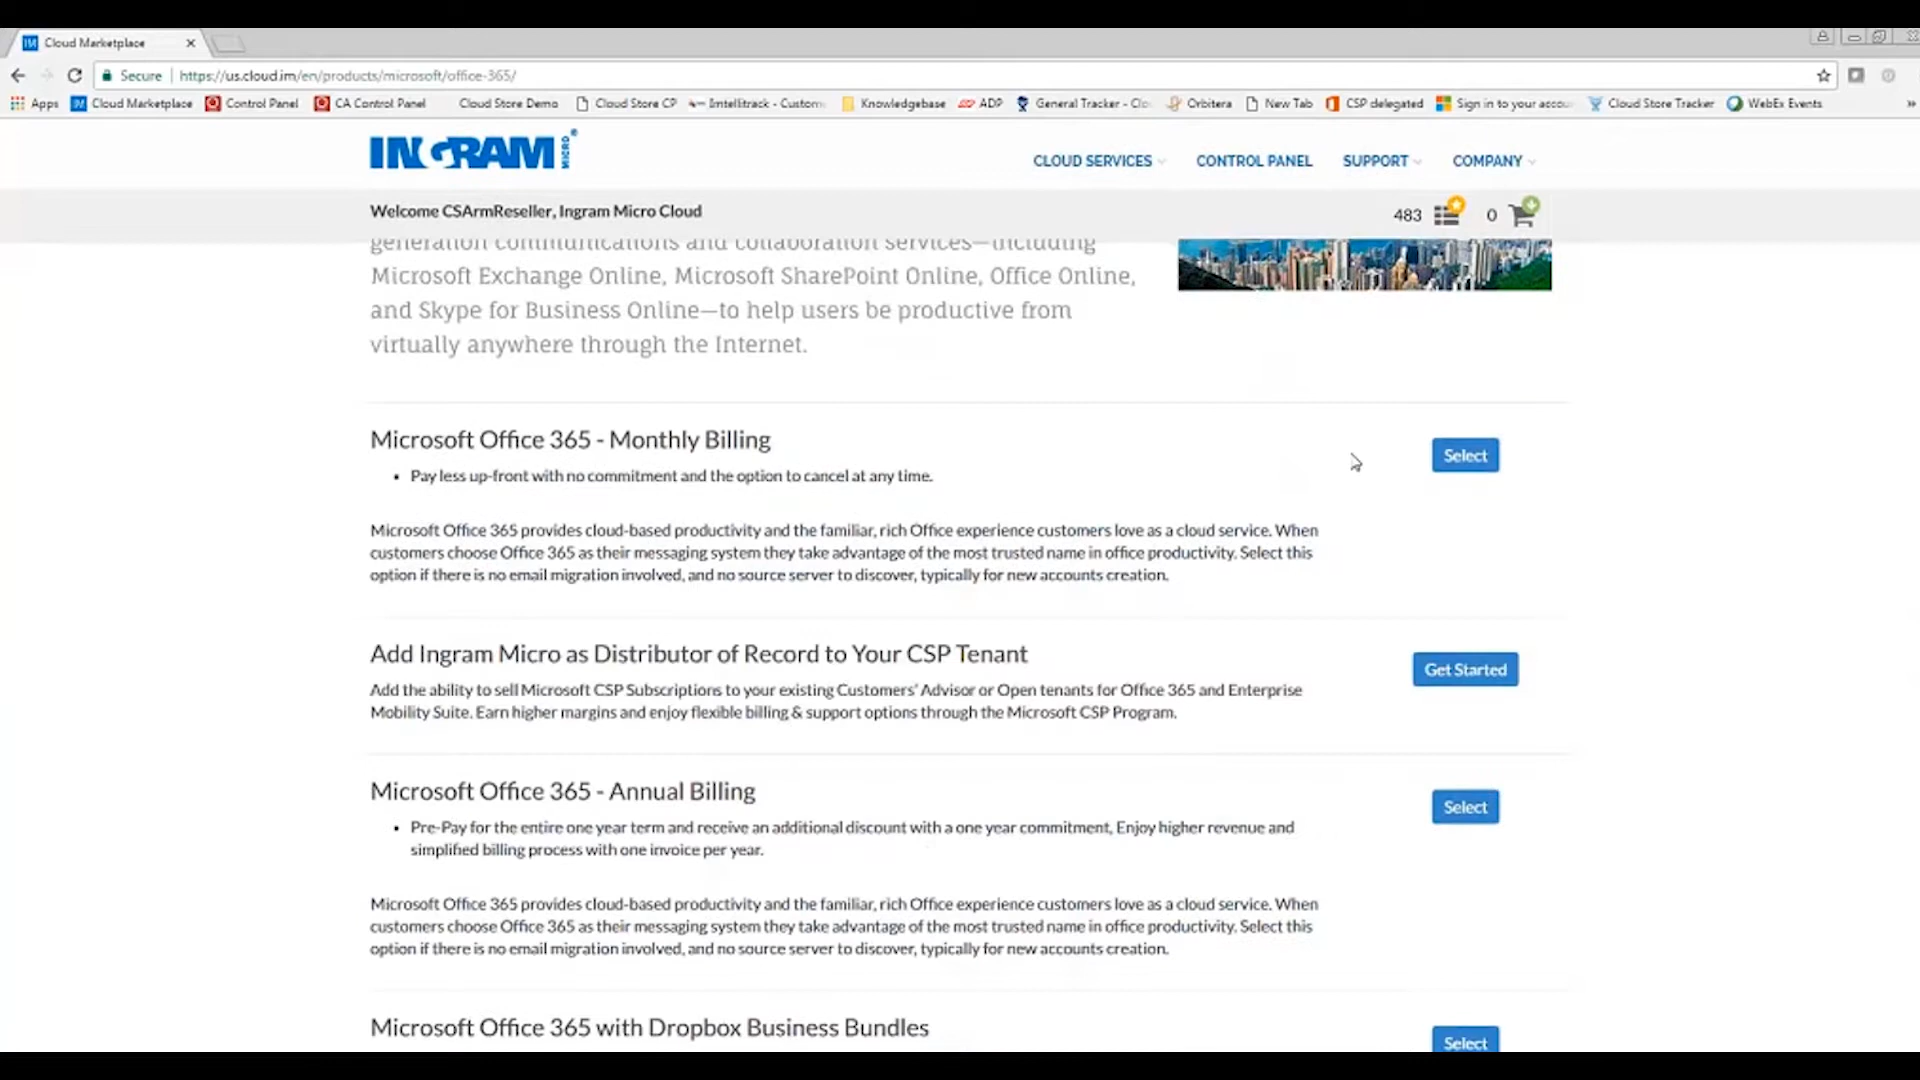 Cloud Marketplace
Secure
https://us.cloud.im/en/products/microsoft/office-365/
Apps
Cloud Marketplace
Control Panel
CA Control Panel
Cloud Store Demo
Cloud Store CP
Imtellitrack - Custom
Knowledgebase
ADP
General Tracker - Clo
Orbitera
New Tab
CSP delegated
Sign in to your accou
Cloud Store Tracker
WebEx Events
INGRAM MICRO
CLOUD SERVICES
CONTROL PANEL
SUPPORT
COMPANY
Welcome CSArmReseller, Ingram Micro Cloud
483
0
generation communications and collaboration services—including
Microsoft Exchange Online, Microsoft SharePoint Online, Office Online,
and Skype for Business Online—to help users be productive from
virtually anywhere through the Internet.
Microsoft Office 365 - Monthly Billing
Select
• Pay less up-front with no commitment and the option to cancel at any time.
Microsoft Office 365 provides cloud-based productivity and the familiar, rich Office experience customers love as a cloud service. When
customers choose Office 365 as their messaging system they take advantage of the most trusted name in office productivity. Select this
option if there is no email migration involved, and no source server to discover, typically for new accounts creation.
Add Ingram Micro as Distributor of Record to Your CSP Tenant
Get Started
Add the ability to sell Microsoft CSP Subscriptions to your existing Customers' Advisor or Open tenants for Office 365 and Enterprise
Mobility Suite. Earn higher margins and enjoy flexible billing & support options through the Microsoft CSP Program.
Microsoft Office 365 - Annual Billing
Select
• Pre-Pay for the entire one year term and receive an additional discount with a one year commitment, Enjoy higher revenue and
simplified billing process with one invoice per year.
Microsoft Office 365 provides cloud-based productivity and the familiar, rich Office experience customers love as a cloud service. When
customers choose Office 365 as their messaging system they take advantage of the most trusted name in office productivity. Select this
option if there is no email migration involved, and no source server to discover, typically for new accounts creation.
Microsoft Office 365 with Dropbox Business Bundles
Select